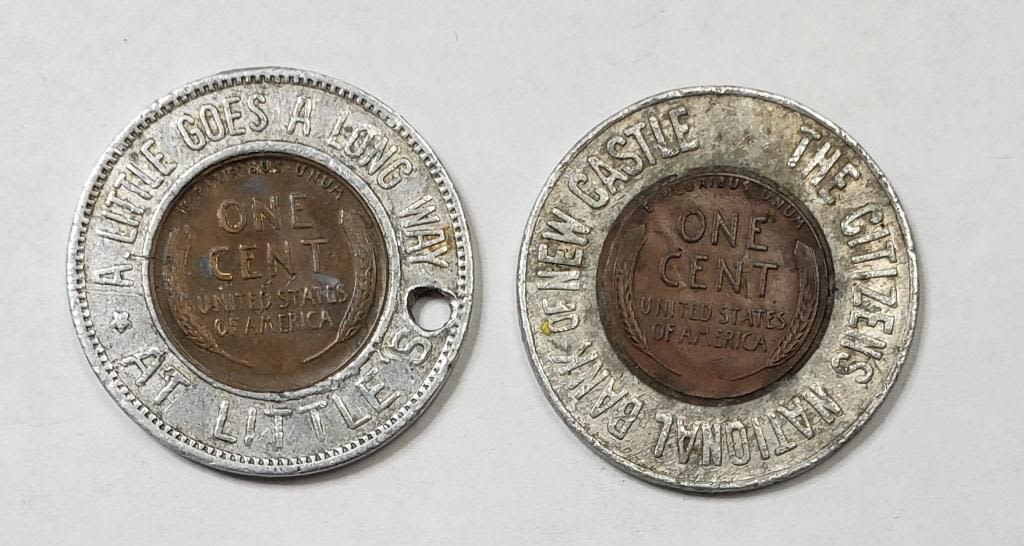 A LITTLE GOES A LONG WAY
AT LITTLE'S
E PLURIBUS UNUM
ONE
CENT
UNITED STATES
OF AMERICA
THE CITIZENS NATIONAL BANK OF NEW CASTLE
E PLURIBUS UNUM
ONE
CENT
UNITED STATES
OF AMERICA